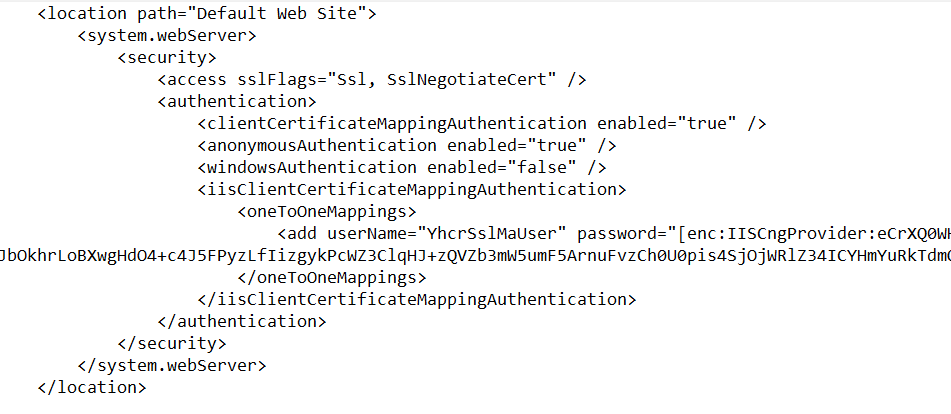 <location path="Default Web Site">
<system.webServer>
<security>
<access sslFlags="Ssl, SslNegotiateCert" />
<authentication>
<clientCertificateMappingAuthentication enabled="true" />
<anonymousAuthentication enabled="true" />
<windowsAuthentication enabled="false" />
<iisClientCertificateMappingAuthentication>
<oneToOneMappings>
<add userName="YhcrSslMaUser" password="[enc:IISCngProvider:eCrXQ0WH
JbOkhrLoBXwgHdO4+c4J5FPyzLfIizgykPcWZ3ClqHJ+zQVZb3mW5umF5ArnuFvzCh0U0pis4SjOjWRlZ34ICYHmYuRkTdmC
</oneToOneMappings>
</iisClientCertificateMappingAuthentication>
</authentication>
</security>
</system.webServer>
</location>